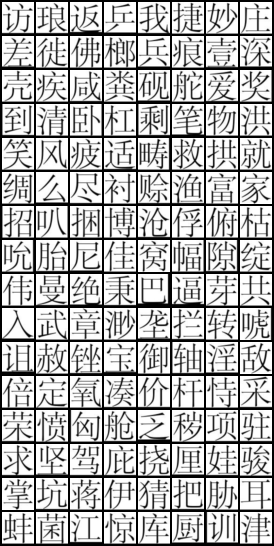 访琅返乒我捷妙庄
差徙佛榔兵痕壹深
壳疾咸粪砚舵爱奖
到清卧杠剩笔物洪
笑风疲适畴救拱就
绸么尽衬赊渔富家
招叭捆博沧俘俯枯
吮胎尼佳窝幅隙绽
伟曼绝秉巴逼芽共
入武章渺垄拦转唬
诅赦锉宝御轴淫敌
倍定氧凑价杆恃采
荣愤匈舱乏秽项驻
求坚驾庇挠厘娃骏
掌坑蒋伊猜把胁耳
蚌菌江惊库厨训津